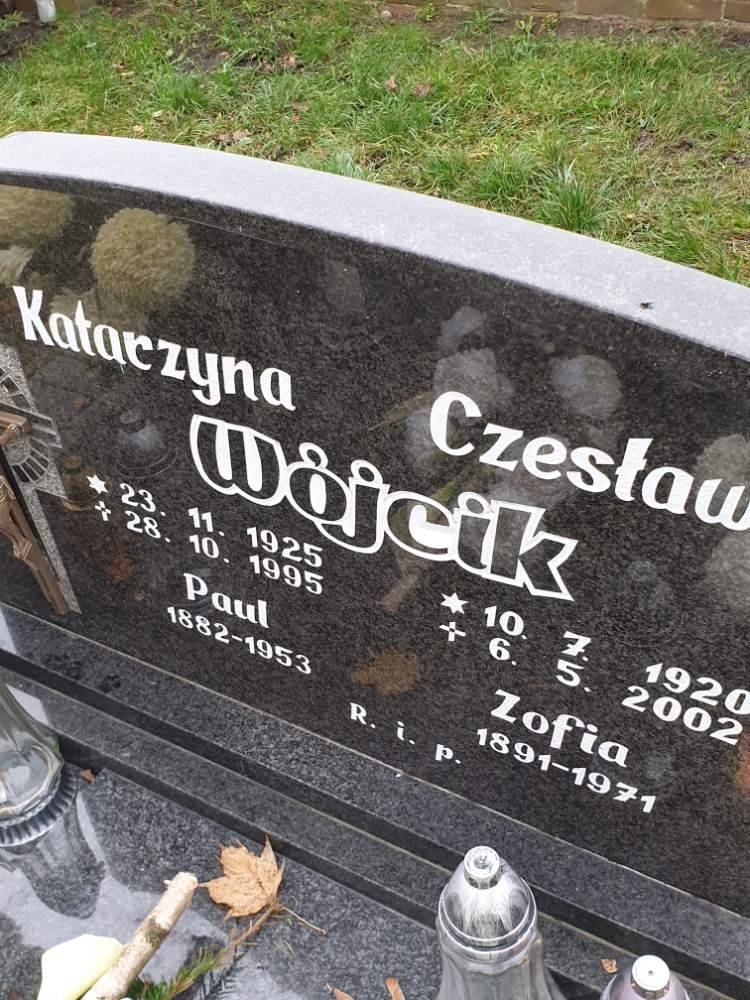 Katarzyna
Czesław
Wójcik
★ 23. 11. 1925
✝ 28. 10. 1995
Paul
1882-1953
★ 10. 7. 1920
✝ 6. 5. 2002
Zofia
1891-1971
R. i. p.